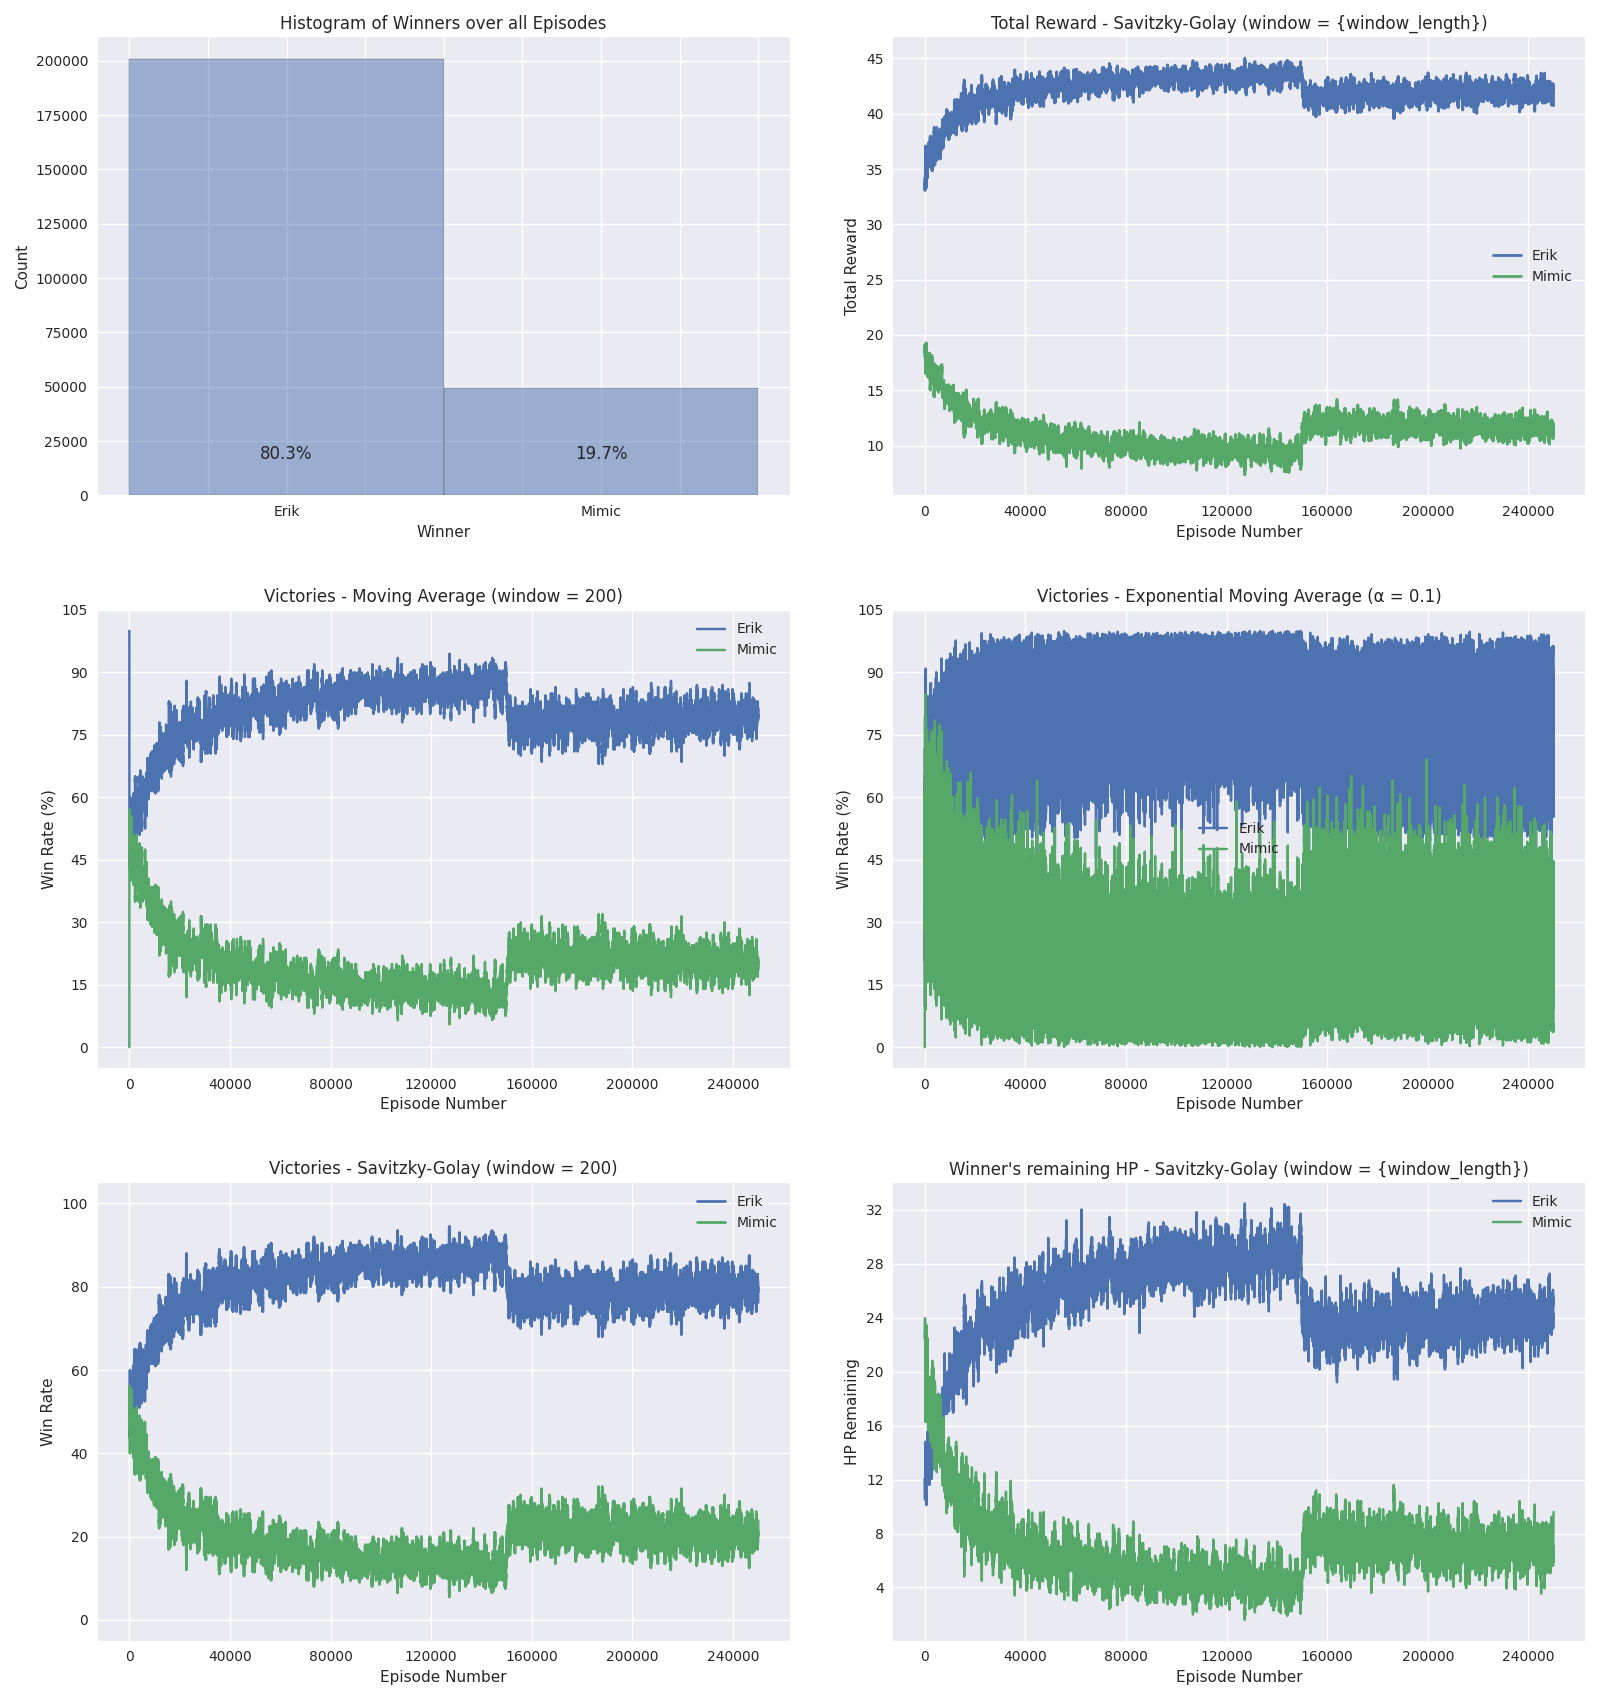 Histogram of Winners over all Episodes
200000
175000
150000
125000
100000
75000
50000
25000
0
Count
80.3%
19.7%
Erik
Mimic
Winner
Total Reward - Savitzky-Golay (window = {window_length})
45
40
35
30
25
20
15
10
Total Reward
Erik
Mimic
0 40000 80000 120000 160000 200000 240000
Episode Number
Victories - Moving Average (window = 200)
105
90
75
60
45
30
15
0
Win Rate (%)
Erik
Mimic
0 40000 80000 120000 160000 200000 240000
Episode Number
Victories - Exponential Moving Average (α = 0.1)
105
90
75
60
45
30
15
0
Win Rate (%)
Erik
Mimic
0 40000 80000 120000 160000 200000 240000
Episode Number
Victories - Savitzky-Golay (window = 200)
100
80
60
40
20
0
Win Rate
Erik
Mimic
0 40000 80000 120000 160000 200000 240000
Episode Number
Winner's remaining HP - Savitzky-Golay (window = {window_length})
32
28
24
20
16
12
8
4
HP Remaining
Erik
Mimic
0 40000 80000 120000 160000 200000 240000
Episode Number